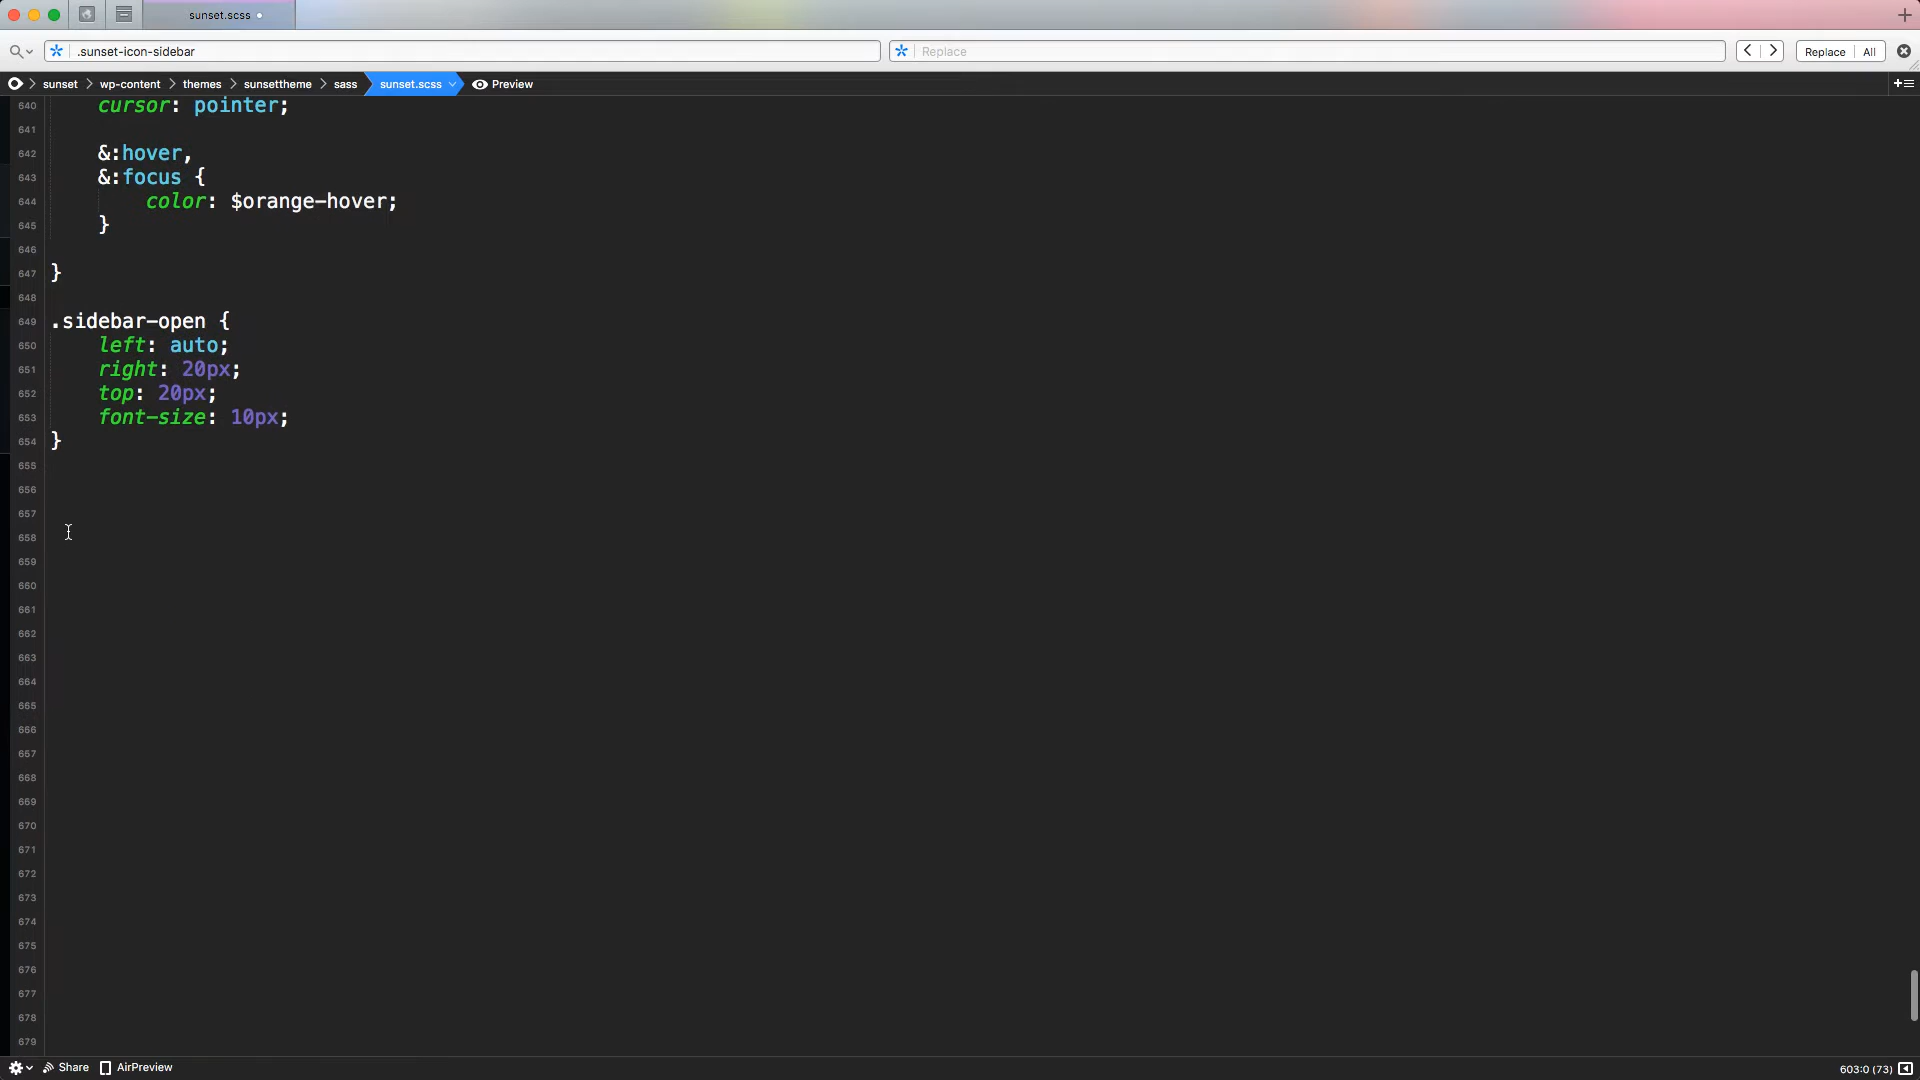 sunset.scss
.sunset-icon-sidebar
Replace
Replace All
sunset wp-content themes sunsettheme sass sunset.scss Preview
640 cursor: pointer;
641
642 &:hover,
643 &:focus {
644 color: $orange-hover;
645 }
646
647 }
648
649 .sidebar-open {
650 left: auto;
651 right: 20px;
652 top: 20px;
653 font-size: 10px;
654 }
655
656
657
658
659
660
661
662
663
664
665
666
667
668
669
670
671
672
673
674
675
676
677
678
679
Share AirPreview 603:0 (73)